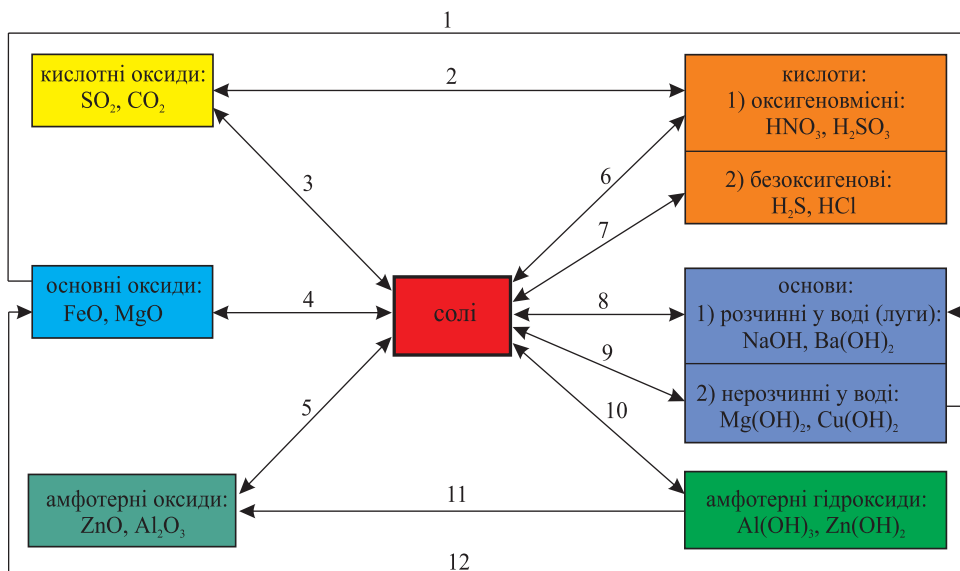 1
кислотні оксиди:
SO₂, CO₂
2
кислоти:
1) оксигеновмісні:
HNO₃, H₂SO₃
2) безоксигенові:
H₂S, HCl
3
6
7
основні оксиди:
FeO, MgO
4
солі
8
основи:
1) розчинні у воді (луги):
NaOH, Ba(OH)₂
9
2) нерозчинні у воді:
Mg(OH)₂, Cu(OH)₂
5
10
амфотерні оксиди:
ZnO, Al₂O₃
11
амфотерні гідроксиди:
Al(OH)₃, Zn(OH)₂
12